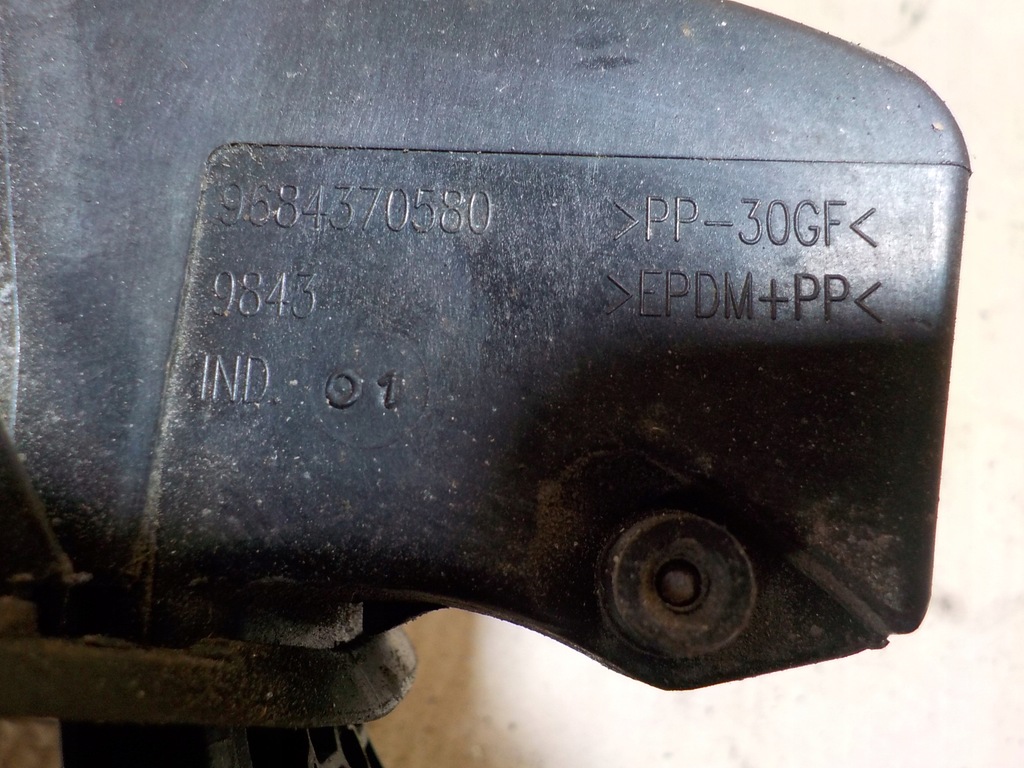 9684370580 >PP-30GF<
9843 >EPDM+PP<
IND. 01